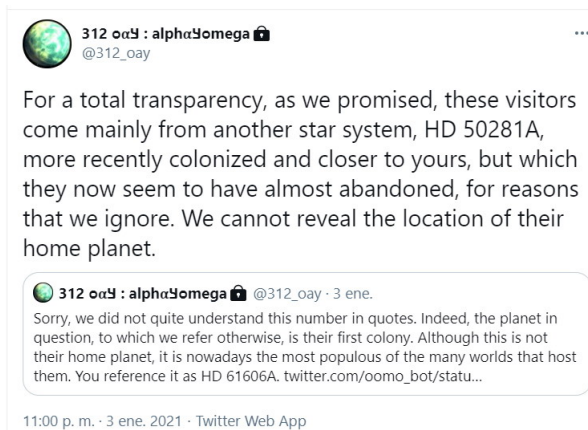 312 oαy : alphαyomega
@312_oay
For a total transparency, as we promised, these visitors
come mainly from another star system, HD 50281A,
more recently colonized and closer to yours, but which
they now seem to have almost abandoned, for reasons
that we ignore. We cannot reveal the location of their
home planet.
312 oαy : alphαyomega @312_oay · 3 ene.
Sorry, we did not quite understand this number in quotes. Indeed, the planet in
question, to which we refer otherwise, is their first colony. Although this is not
their home planet, it is nowadays the most populous of the many worlds that host
them. You reference it as HD 61606A. twitter.com/oomo_bot/statu...
11:00 p. m. · 3 ene. 2021 · Twitter Web App